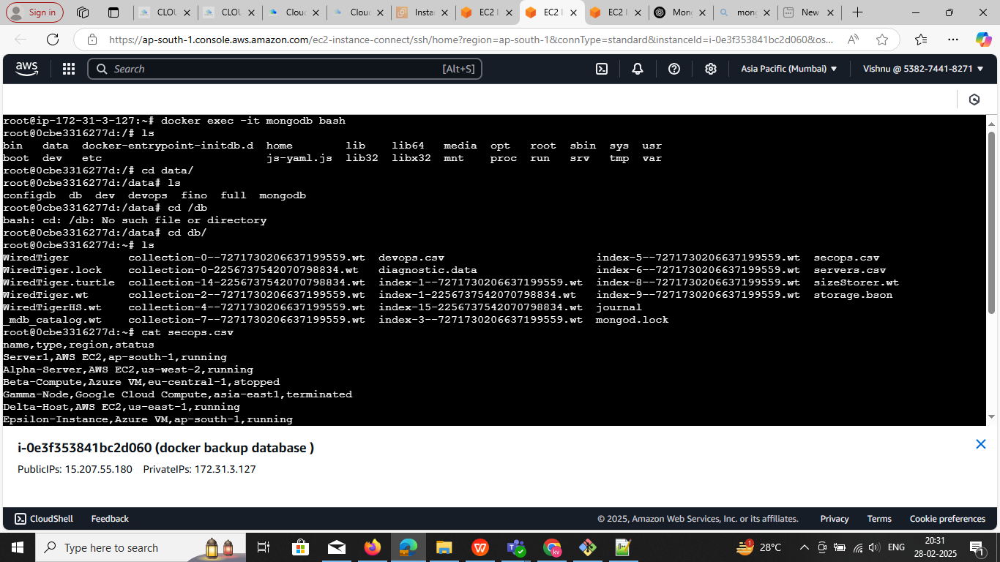 Sign in
CLOU
CLOU
Cloud
Cloud
Instan
EC2 I
EC2 I
EC2 I
Mong
mong
New
https://ap-south-1.console.aws.amazon.com/ec2-instance-connect/ssh/home?region=ap-south-1&connType=standard&instanceId=i-0e3f353841bc2d060&os...
aws
Search [Alt+S]
Asia Pacific (Mumbai)
Vishnu @ 5382-7441-8271
root@ip-172-31-3-127:~# docker exec -it mongodb bash
root@0cbe3316277d:/# ls
bin data docker-entrypoint-initdb.d home lib lib64 media opt root sbin sys usr
boot dev etc js-yaml.js lib32 libx32 mnt proc run srv tmp var
root@0cbe3316277d:/# cd data/
root@0cbe3316277d:/data# ls
configdb db dev devops fino full mongodb
root@0cbe3316277d:/data# cd /db
bash: cd: /db: No such file or directory
root@0cbe3316277d:/data# cd db/
root@0cbe3316277d:~# ls
WiredTiger collection-0--7271730206637199559.wt devops.csv index-5--7271730206637199559.wt secops.csv
WiredTiger.lock collection-0-2256737542070798834.wt diagnostic.data index-6--7271730206637199559.wt servers.csv
WiredTiger.turtle collection-14-2256737542070798834.wt index-1--7271730206637199559.wt index-8--7271730206637199559.wt sizeStorer.wt
WiredTiger.wt collection-2--7271730206637199559.wt index-1-2256737542070798834.wt index-9--7271730206637199559.wt storage.bson
WiredTigerHS.wt collection-4--7271730206637199559.wt index-15-2256737542070798834.wt journal
_mdb_catalog.wt collection-7--7271730206637199559.wt index-3--7271730206637199559.wt mongod.lock
root@0cbe3316277d:~# cat secops.csv
name,type,region,status
Server1,AWS EC2,ap-south-1,running
Alpha-Server,AWS EC2,us-west-2,running
Beta-Compute,Azure VM,eu-central-1,stopped
Gamma-Node,Google Cloud Compute,asia-east1,terminated
Delta-Host,AWS EC2,us-east-1,running
Epsilon-Instance,Azure VM,ap-south-1,running
i-0e3f353841bc2d060 (docker backup database )
PublicIPs: 15.207.55.180 PrivateIPs: 172.31.3.127
CloudShell Feedback © 2025, Amazon Web Services, Inc. or its affiliates. Privacy Terms Cookie preferences
Type here to search
28°C
ENG
20:31
28-02-2025